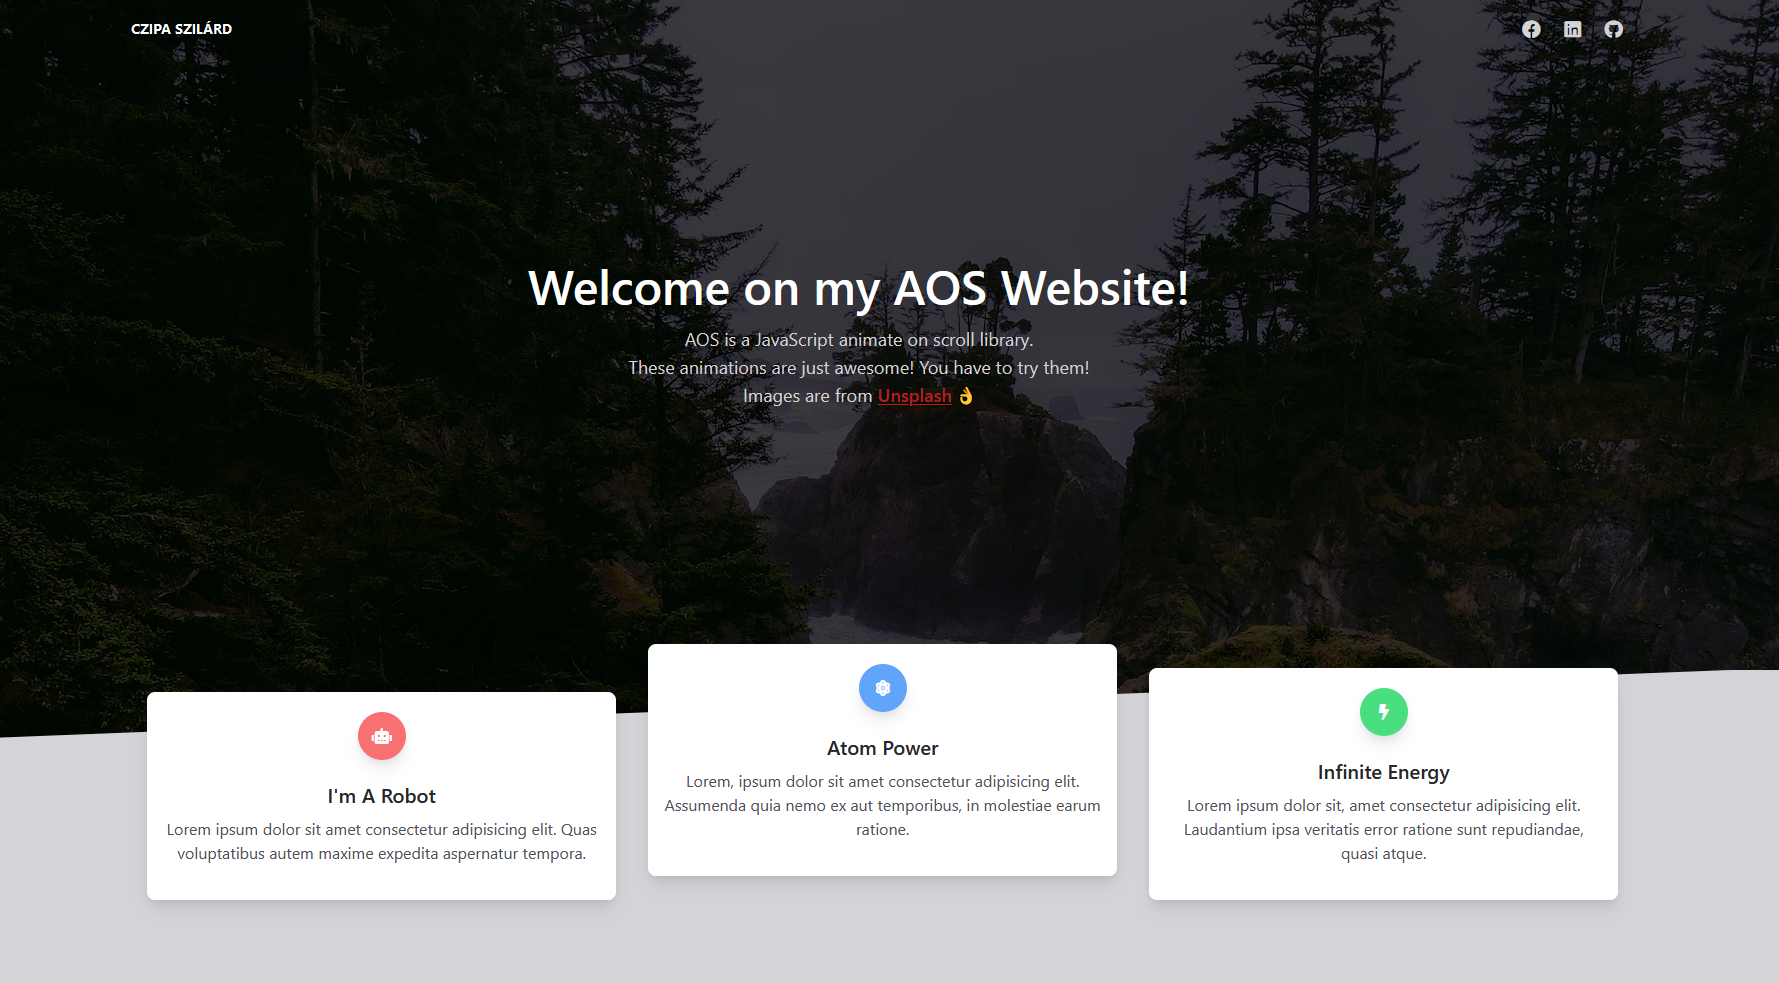 CZIPA SZILÁRD
Welcome on my AOS Website!
AOS is a JavaScript animate on scroll library.
These animations are just awesome! You have to try them!
Images are from Unsplash 👌
I'm A Robot
Lorem ipsum dolor sit amet consectetur adipisicing elit. Quas
voluptatibus autem maxime expedita aspernatur tempora.
Atom Power
Lorem, ipsum dolor sit amet consectetur adipisicing elit.
Assumenda quia nemo ex aut temporibus, in molestiae earum
ratione.
Infinite Energy
Lorem ipsum dolor sit, amet consectetur adipisicing elit.
Laudantium ipsa veritatis error ratione sunt repudiandae,
quasi atque.